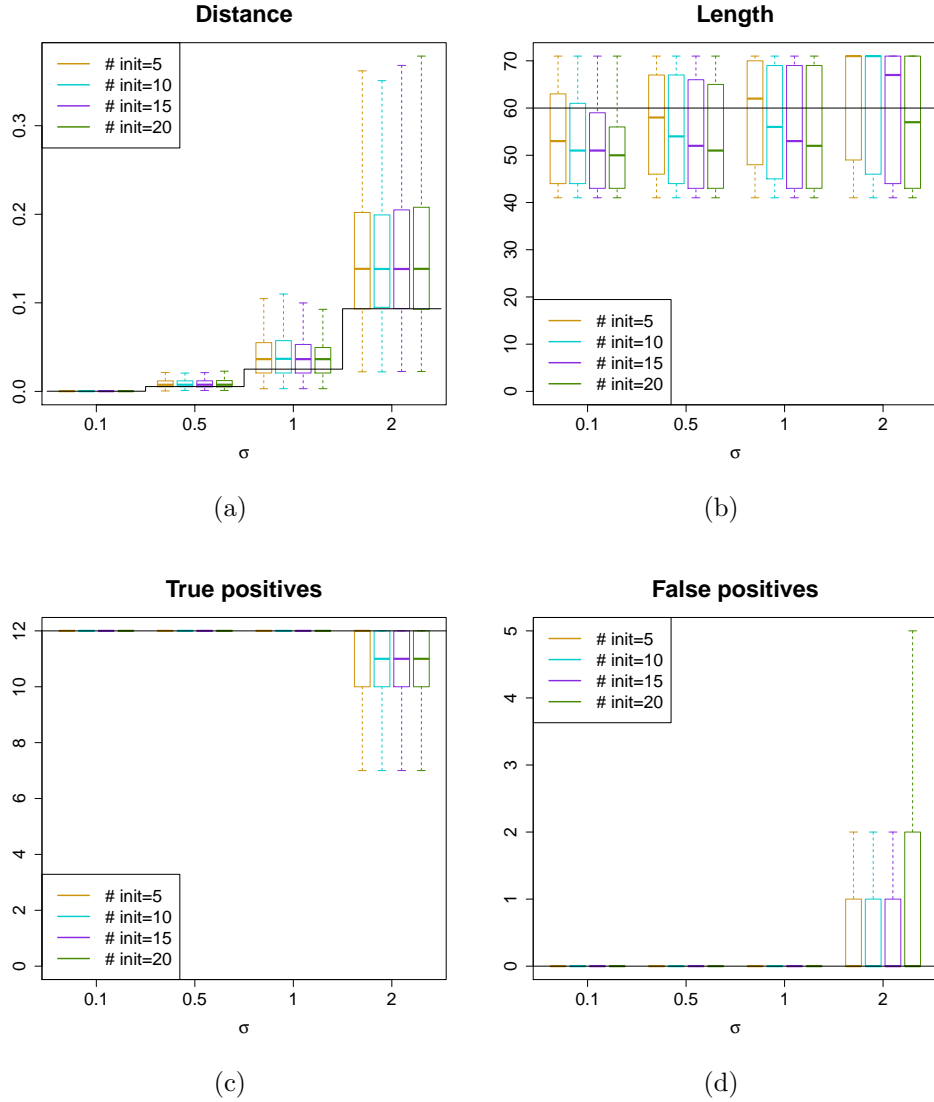 Distance
# init=5
# init=10
# init=15
# init=20
0.0 0.1 0.2 0.3
0.1 0.5 1 2
σ
(a)
Length
# init=5
# init=10
# init=15
# init=20
0 10 20 30 40 50 60 70
0.1 0.5 1 2
σ
(b)
True positives
# init=5
# init=10
# init=15
# init=20
0 2 4 6 8 10 12
0.1 0.5 1 2
σ
(c)
False positives
# init=5
# init=10
# init=15
# init=20
0 1 2 3 4 5
0.1 0.5 1 2
σ
(d)